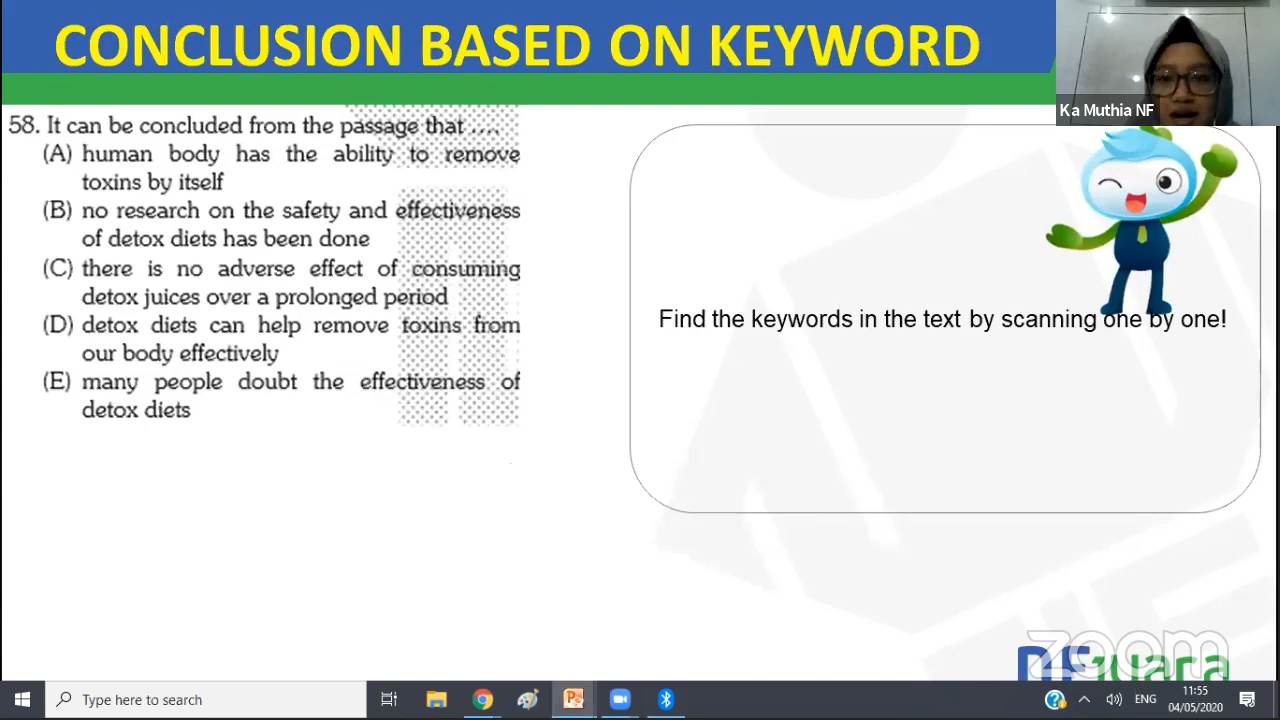 CONCLUSION BASED ON KEYWORD
Ka Muthia NF
58. It can be concluded from the passage that ....
(A) human body has the ability to remove
toxins by itself
(B) no research on the safety and effectiveness
of detox diets has been done
(C) there is no adverse effect of consuming
detox juices over a prolonged period
(D) detox diets can help remove toxins from
our body effectively
(E) many people doubt the effectiveness of
detox diets
Find the keywords in the text by scanning one by one!
zoom
Type here to search
ENG
11:55
04/05/2020